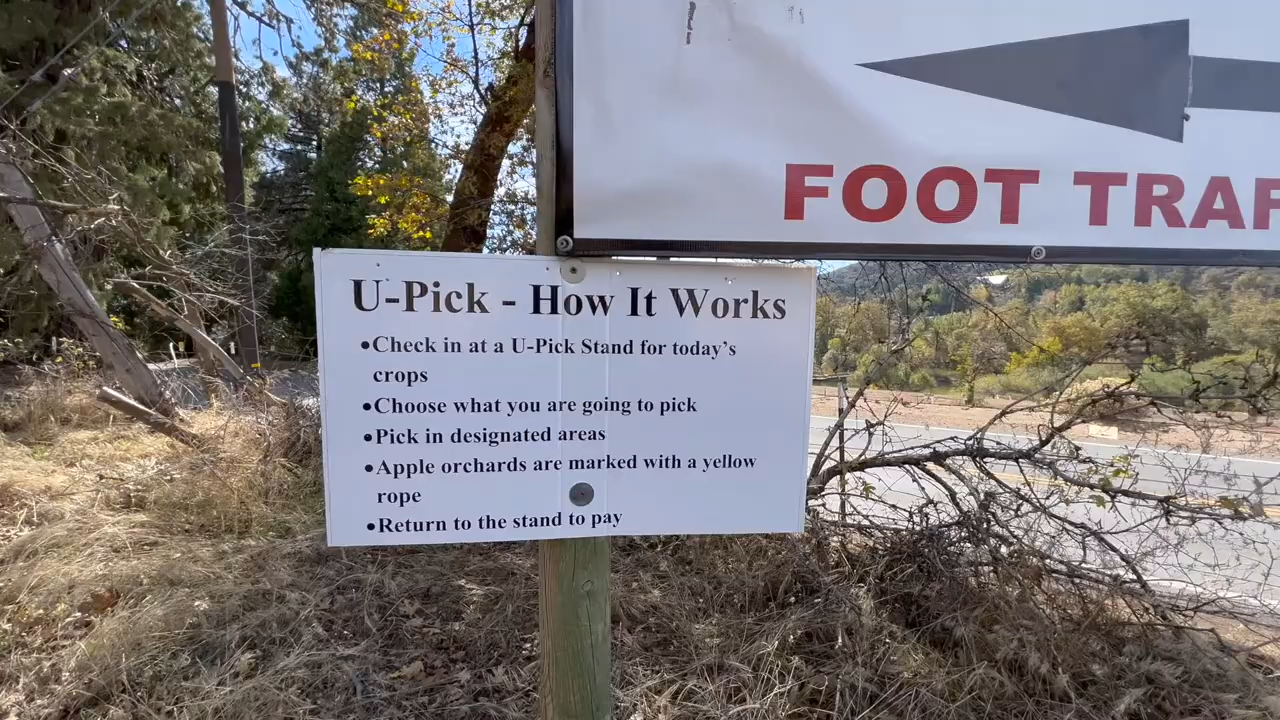 FOOT TRAF
U-Pick - How It Works
•Check in at a U-Pick Stand for today's
crops
•Choose what you are going to pick
•Pick in designated areas
•Apple orchards are marked with a yellow
rope
•Return to the stand to pay